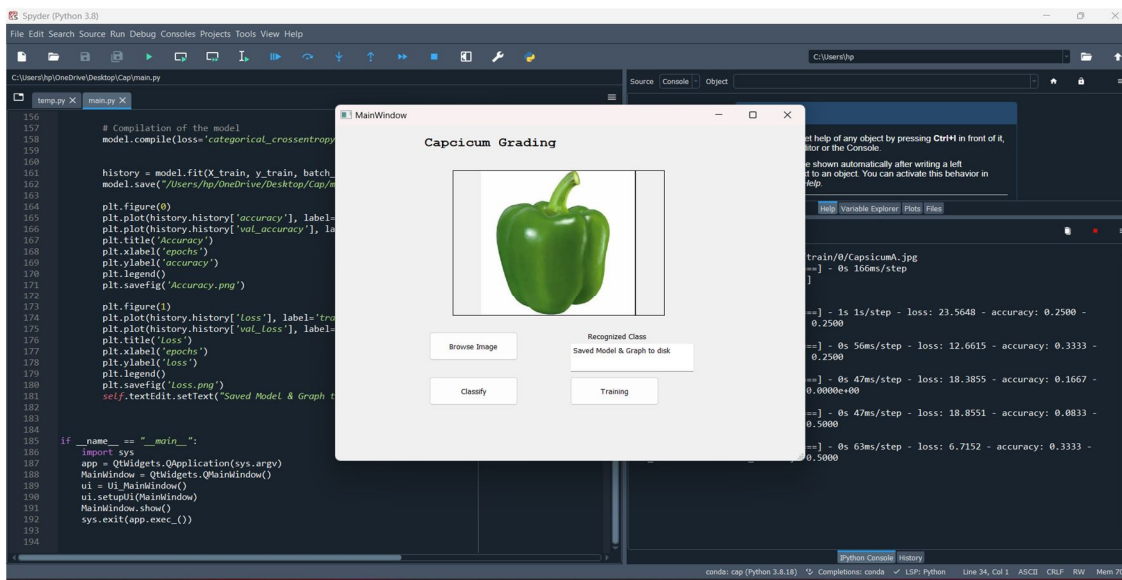 Spyder (Python 3.8)
File Edit Search Source Run Debug Consoles Projects Tools View Help
C:\Users\hp
C:\Users\hp\OneDrive\Desktop\Cap\main.py
Source Console Object
temp.py main.py
156
157 # Compilation of the model
158 model.compile(loss='categorical_crossentropy
159
160
161 history = model.fit(X_train, y_train, batch_
162 model.save("/Users/hp/OneDrive/Desktop/Cap/m
163
164 plt.figure(0)
165 plt.plot(history.history['accuracy'], label=
166 plt.plot(history.history['val_accuracy'], la
167 plt.title('Accuracy')
168 plt.xlabel('epochs')
169 plt.ylabel('accuracy')
170 plt.legend()
171 plt.savefig('Accuracy.png')
172
173 plt.figure(1)
174 plt.plot(history.history['loss'], label='tra
175 plt.plot(history.history['val_loss'], label=
176 plt.title('Loss')
177 plt.xlabel('epochs')
178 plt.ylabel('loss')
179 plt.legend()
180 plt.savefig('Loss.png')
181 self.textEdit.setText("Saved Model & Graph t
182
183
184
185 if __name__ == "__main__":
186 import sys
187 app = QtWidgets.QApplication(sys.argv)
188 MainWindow = QtWidgets.QMainWindow()
189 ui = Ui_MainWindow()
190 ui.setupUi(MainWindow)
191 MainWindow.show()
192 sys.exit(app.exec_())
193
194
MainWindow
Capcicum Grading
Browse Image
Recognized Class
Saved Model & Graph to disk
Classify
Training
et help of any object by pressing Ctrl+I in front of it,
ditor or the Console.
e shown automatically after writing a left
xt to an object. You can activate this behavior in
Help.
Help Variable Explorer Plots Files
train/0/CapsicumA.jpg
==] - 0s 166ms/step
]
==] - 1s 1s/step - loss: 23.5648 - accuracy: 0.2500 -
0.2500
==] - 0s 56ms/step - loss: 12.6615 - accuracy: 0.3333 -
0.2500
==] - 0s 47ms/step - loss: 18.3855 - accuracy: 0.1667 -
0.0000e+00
==] - 0s 47ms/step - loss: 18.8551 - accuracy: 0.0833 -
0.5000
==] - 0s 63ms/step - loss: 6.7152 - accuracy: 0.3333 -
0.5000
IPython Console History
conda: cap (Python 3.8.18) Completions: conda LSP: Python Line 34, Col 1 ASCII CRLF RW Mem 70